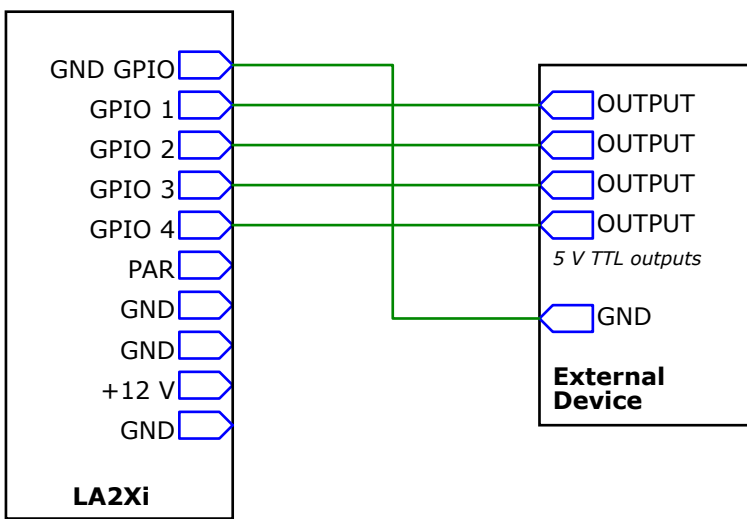 GND GPIO
GPIO 1
GPIO 2
GPIO 3
GPIO 4
PAR
GND
GND
+12 V
GND
LA2Xi
OUTPUT
OUTPUT
OUTPUT
OUTPUT
5 V TTL outputs
GND
External
Device